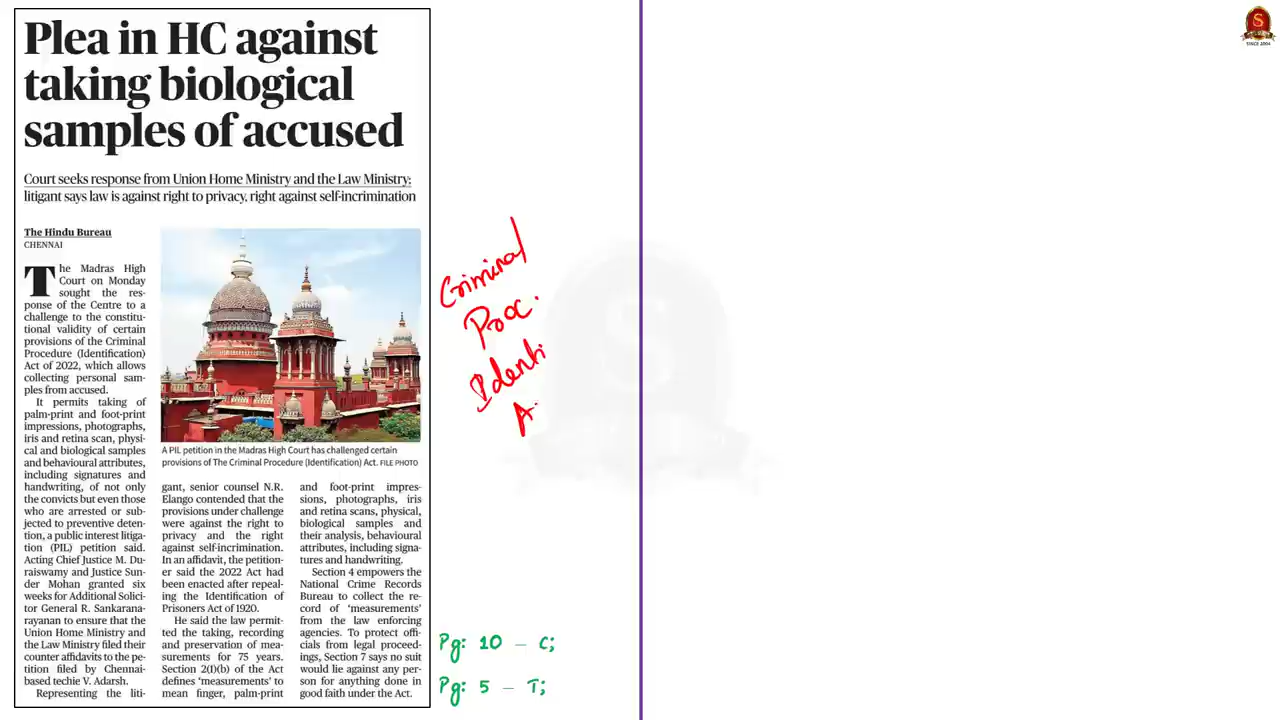 Plea in HC against
taking biological
samples of accused
Court seeks response from Union Home Ministry and the Law Ministry;
litigant says law is against right to privacy, right against self-incrimination
The Hindu Bureau
CHENNAI
The Madras High
Court on Monday
sought the res-
ponse of the Centre to a
challenge to the constitu-
tional validity of certain
provisions of the Criminal
Procedure (Identification)
Act of 2022, which allows
collecting personal sam-
ples from accused.
It permits taking of
palm-print and foot-print
impressions, photographs,
iris and retina scan, physi-
cal and biological samples
and behavioural attributes,
including signatures and
handwriting, of not only
the convicts but even those
who are arrested or sub-
jected to preventive deten-
tion, a public interest litiga-
tion (PIL) petition said.
Acting Chief Justice M. Du-
raiswamy and Justice Sun-
der Mohan granted six
weeks for Additional Solici-
tor General R. Sankarana-
rayanan to ensure that the
Union Home Ministry and
the Law Ministry filed their
counter affidavits to the pe-
tition filed by Chennai-
based techie V. Adarsh.
Representing the liti-
A PIL petition in the Madras High Court has challenged certain
provisions of The Criminal Procedure (Identification) Act. FILE PHOTO
gant, senior counsel N.R.
Elango contended that the
provisions under challenge
were against the right to
privacy and the right
against self-incrimination.
In an affidavit, the petition-
er said the 2022 Act had
been enacted after repeal-
ing the Identification of
Prisoners Act of 1920.
He said the law permit-
ted the taking, recording
and preservation of mea-
surements for 75 years.
Section 2(1)(b) of the Act
defines 'measurements' to
mean finger, palm-print
and foot-print impres-
sions, photographs, iris
and retina scans, physical,
biological samples and
their analysis, behavioural
attributes, including signa-
tures and handwriting.
Section 4 empowers the
National Crime Records
Bureau to collect the re-
cord of 'measurements'
from the law enforcing
agencies. To protect offi-
cials from legal proceed-
ings, Section 7 says no suit
would lie against any per-
son for anything done in
good faith under the Act.
Criminal
Proc.
Identi
A.
Pg: 10 – C;
Pg: 5 – T;
S
SINCE 2004